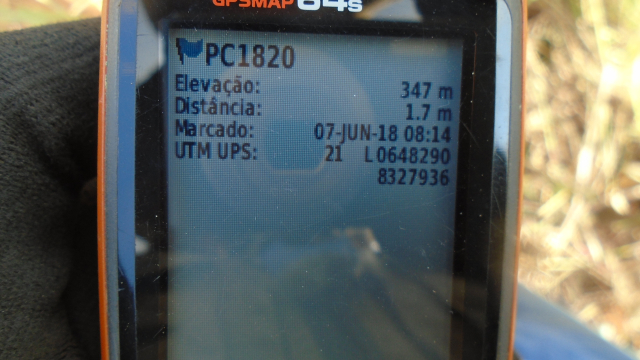 GPSMAP 64s
PC1820
Elevação: 347 m
Distância: 1.7 m
Marcado: 07-JUN-18 08:14
UTM UPS: 21 L 0648290
8327936